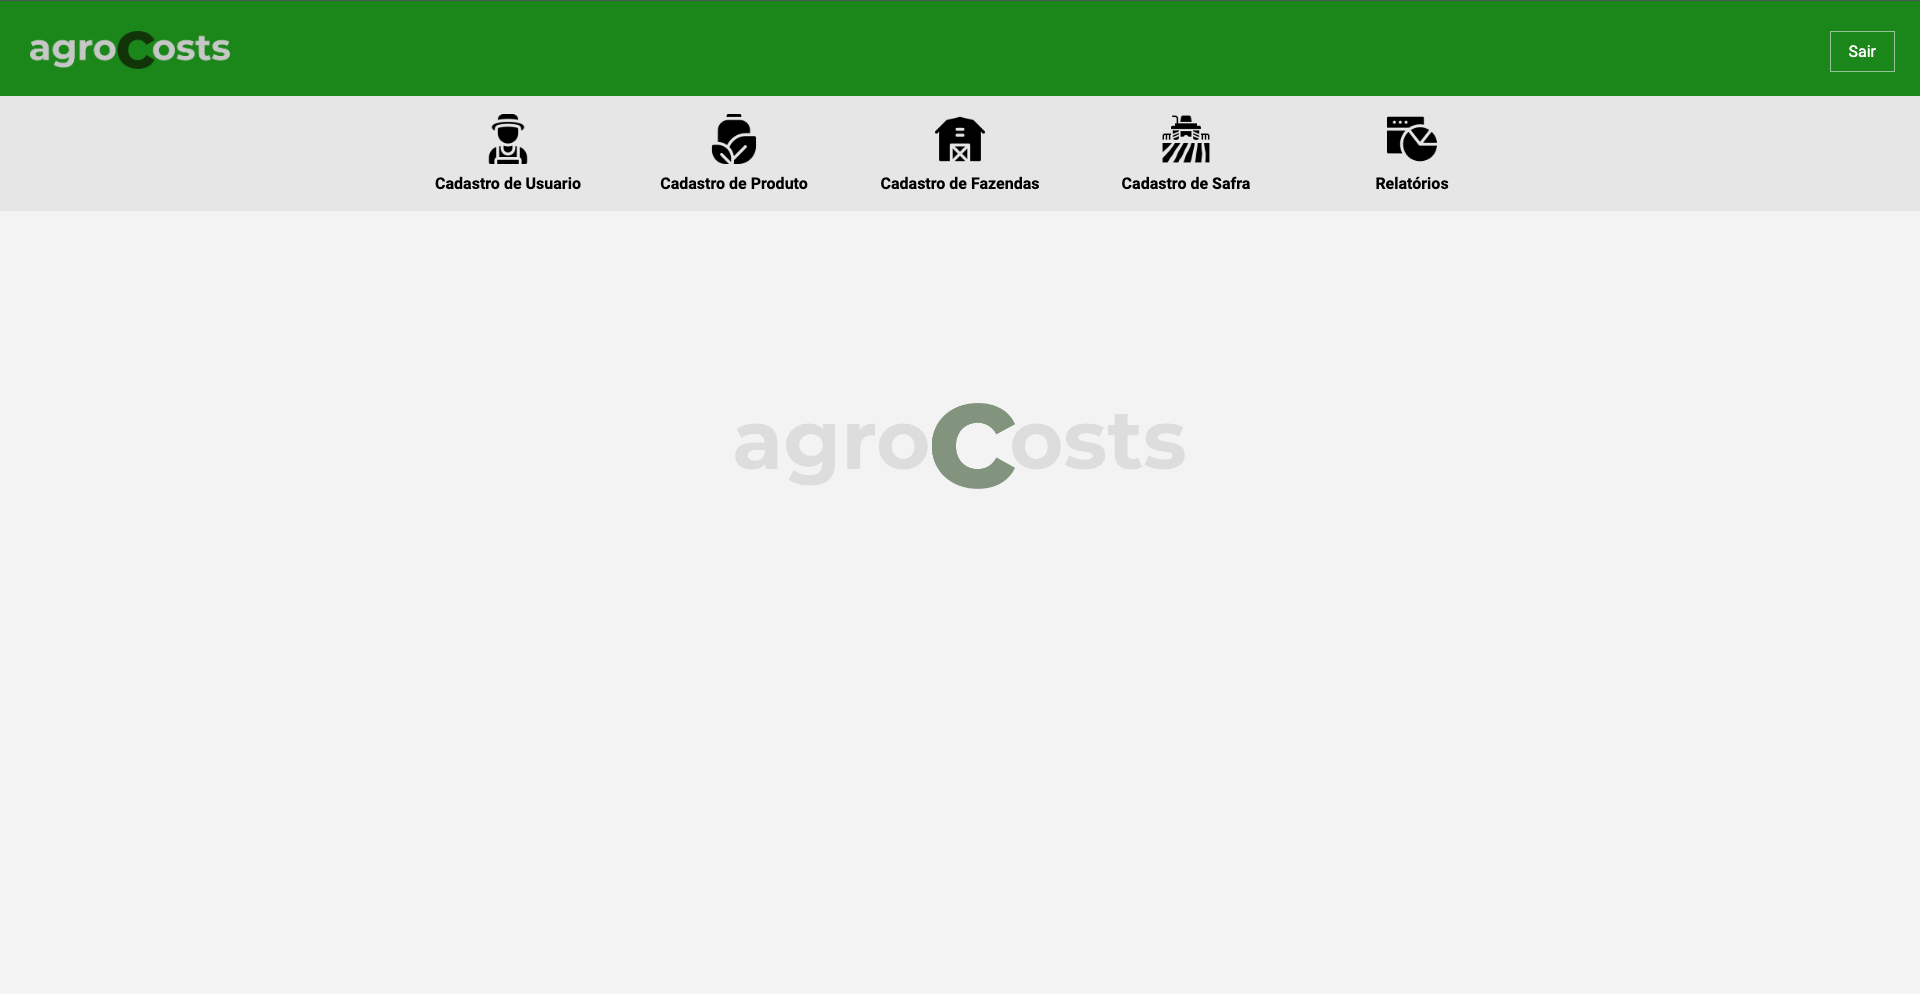 agroCosts
Sair
Cadastro de Usuario
Cadastro de Produto
Cadastro de Fazendas
Cadastro de Safra
Relatórios
agroCosts